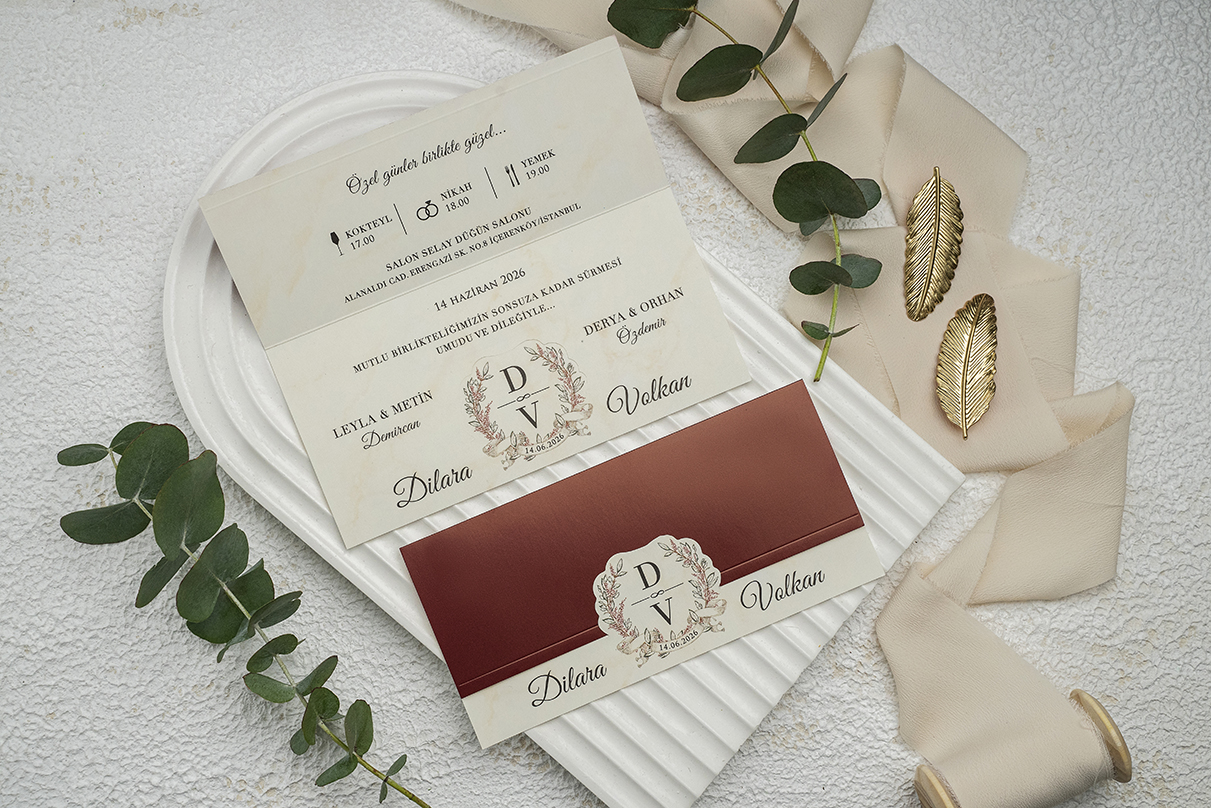 Özel günler birlikte güzel...
KOKTEYL
17.00
NİKAH
18.00
YEMEK
19.00
SALON SELAY DÜĞÜN SALONU
ALANALDI CAD. ERENGAZİ SK. NO.8 İÇERENKÖY/İSTANBUL
14 HAZİRAN 2026
MUTLU BİRLİKTELİĞİMİZİN SONSUZA KADAR SÜRMESİ
UMUDU VE DİLEĞİYLE...
LEYLA & METİN
Demircan
DERYA & ORHAN
Özdemir
D
V
14.06.2026
Dilara
Volkan
D
V
14.06.2026
Dilara
Volkan